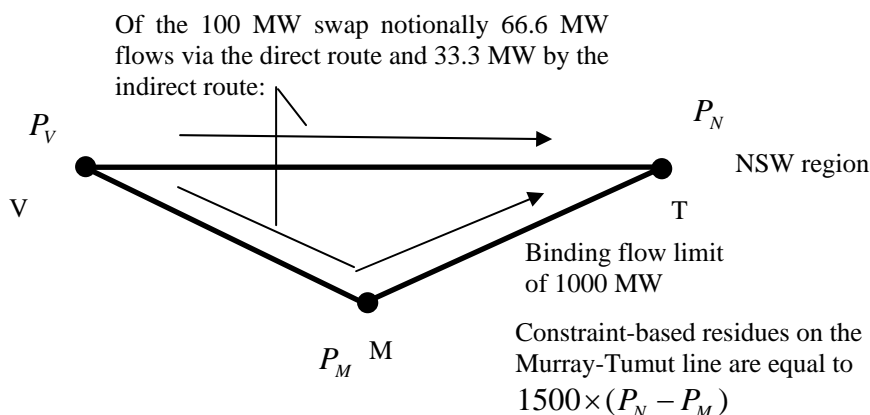 Of the 100 MW swap notionally 66.6 MW
flows via the direct route and 33.3 MW by the
indirect route:
P_V
P_N
NSW region
V
T
Binding flow limit
of 1000 MW
P_M M
Constraint-based residues on the
Murray-Tumut line are equal to
1500×(P_N − P_M)